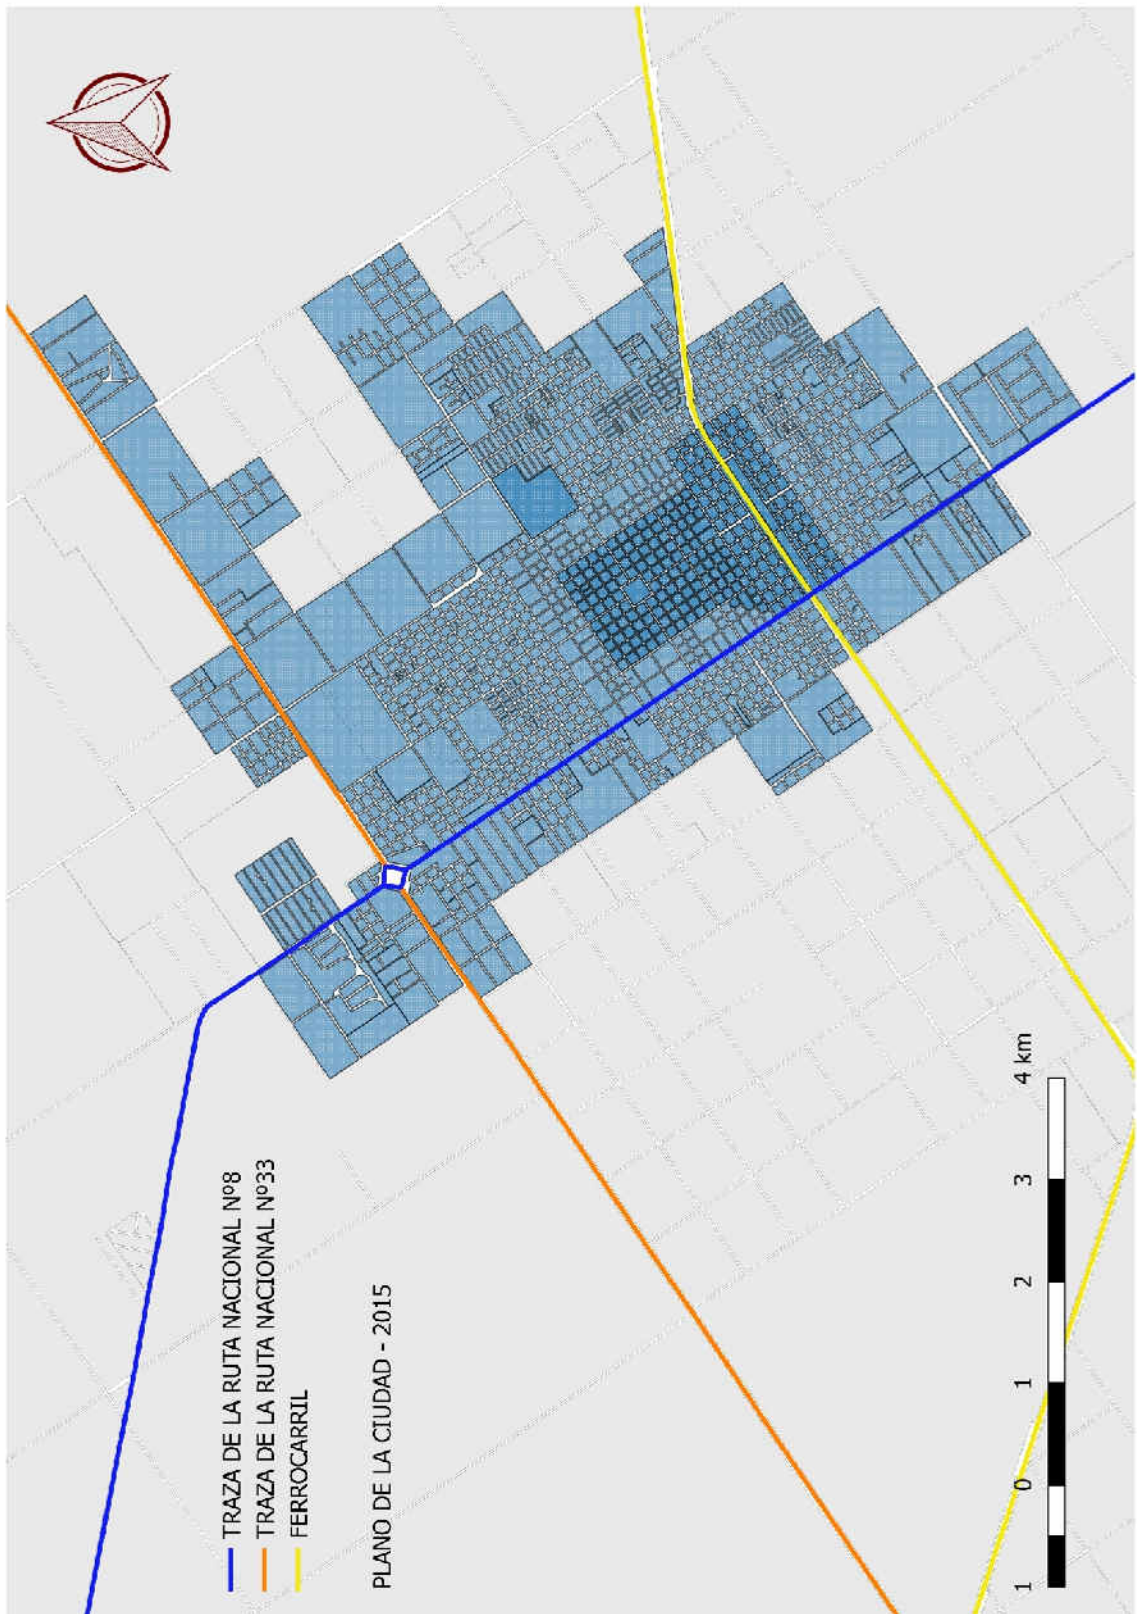 TRAZA DE LA RUTA NACIONAL Nº8
TRAZA DE LA RUTA NACIONAL Nº33
FERROCARRIL
PLANO DE LA CIUDAD - 2015
1 0 1 2 3 4 km